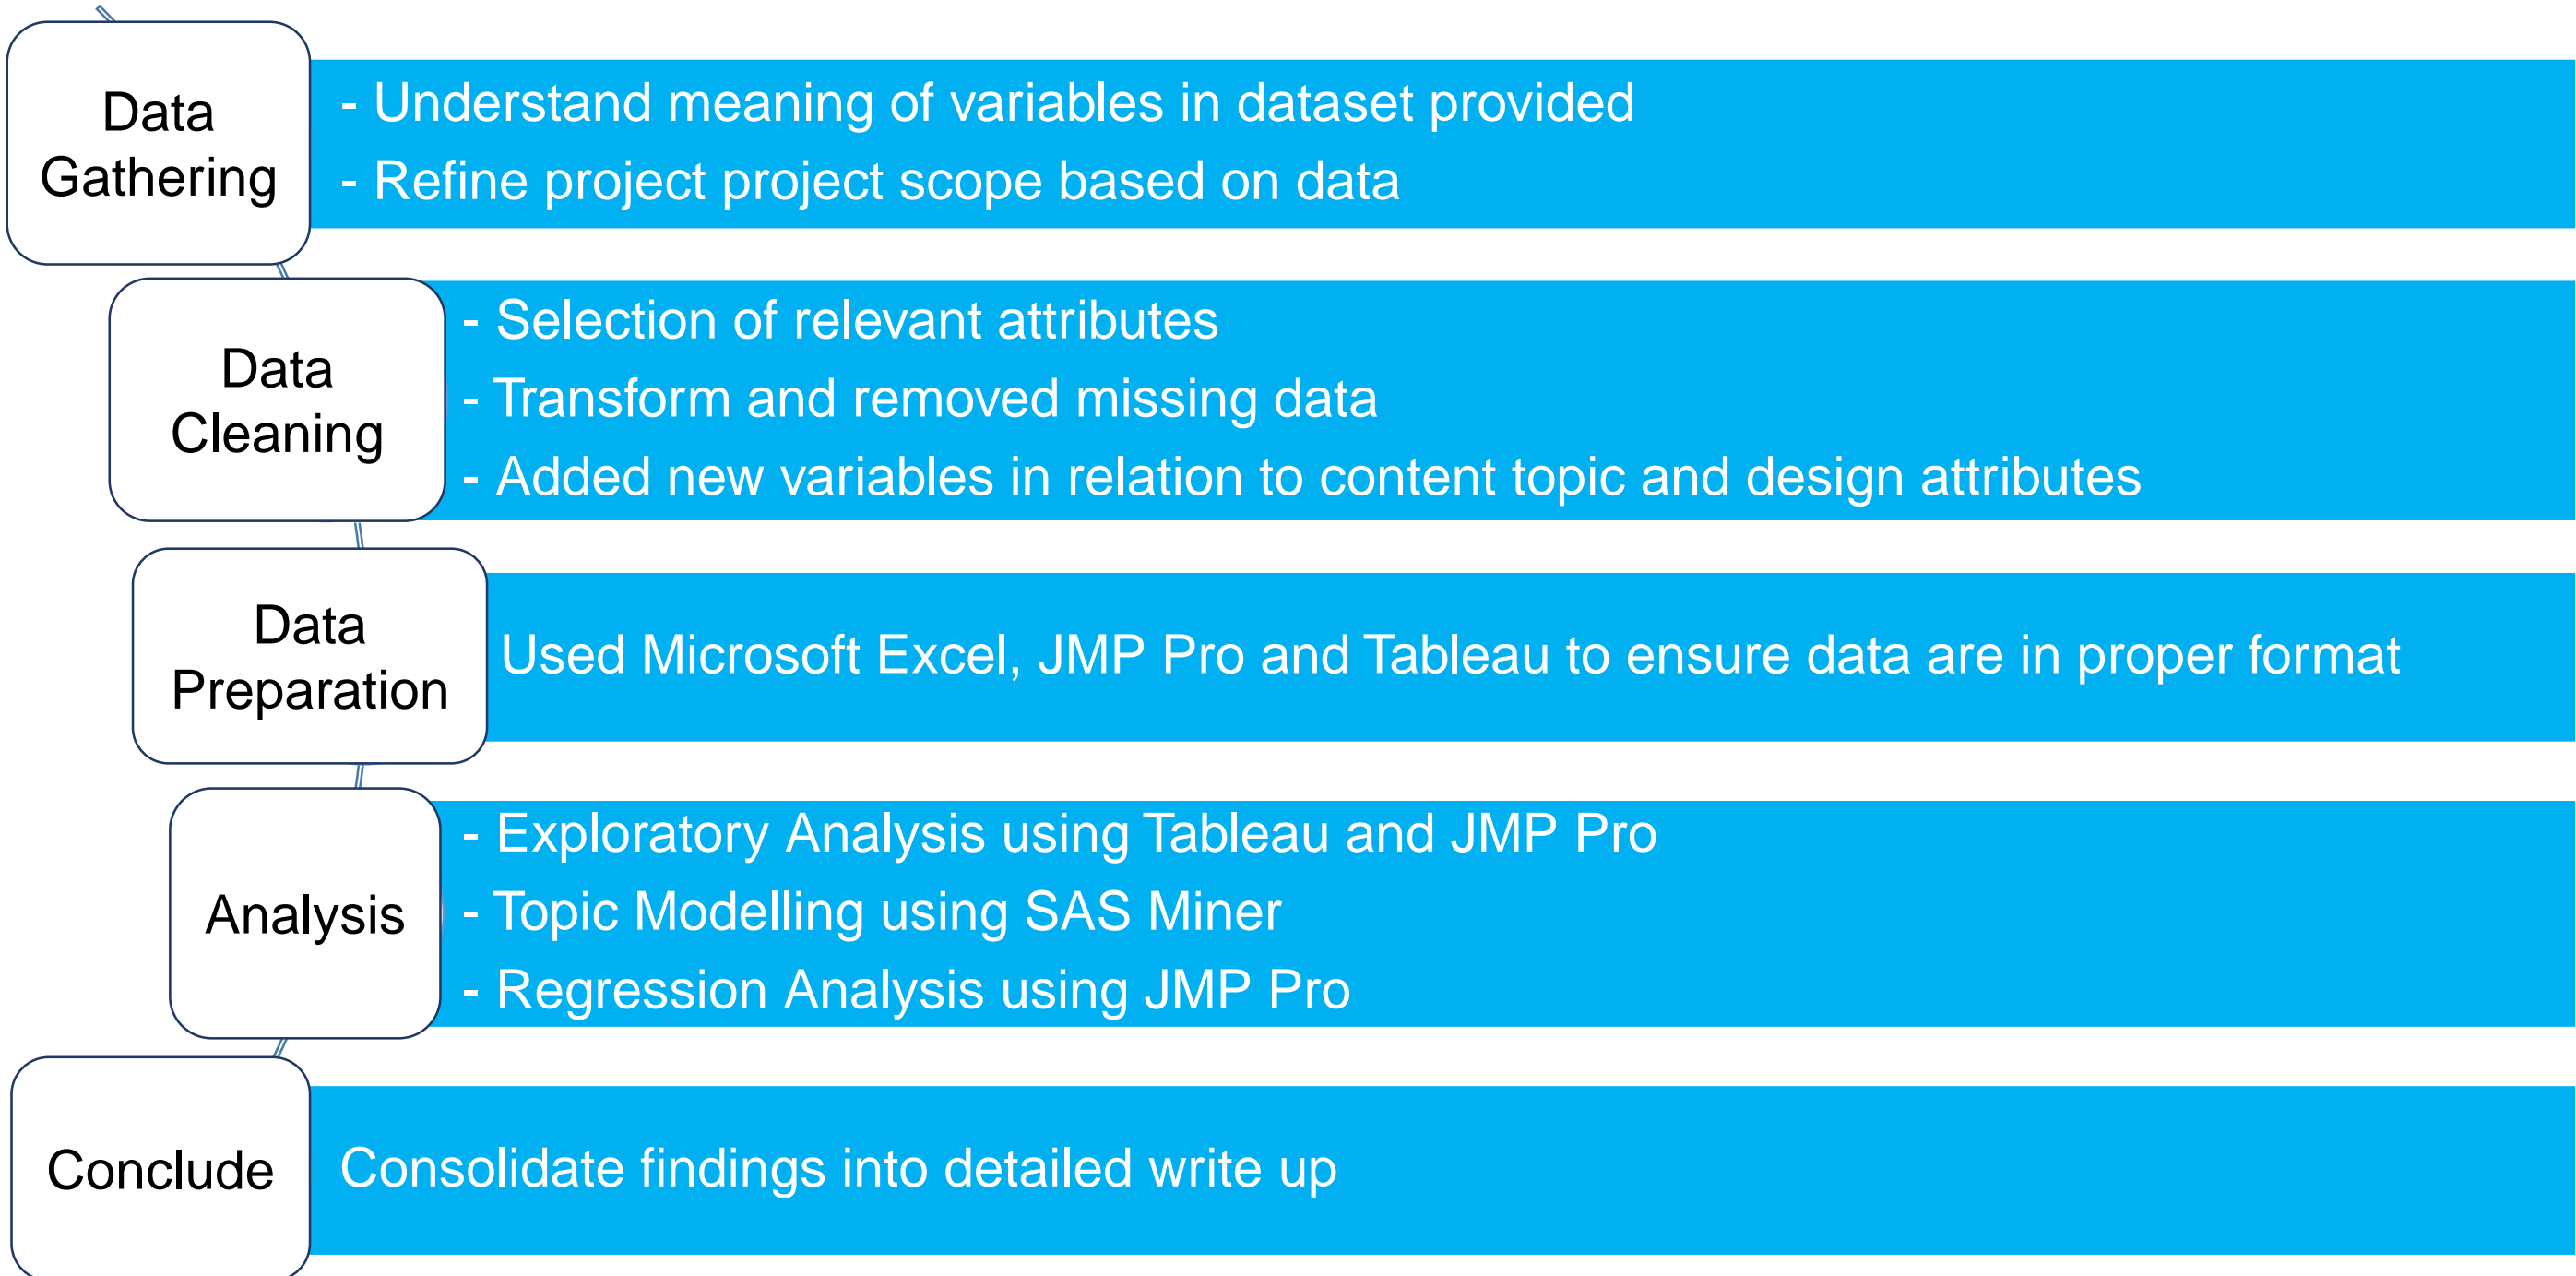 Data
Gathering
- Understand meaning of variables in dataset provided
- Refine project project scope based on data
Data
Cleaning
- Selection of relevant attributes
- Transform and removed missing data
- Added new variables in relation to content topic and design attributes
Data
Preparation
Used Microsoft Excel, JMP Pro and Tableau to ensure data are in proper format
Analysis
- Exploratory Analysis using Tableau and JMP Pro
- Topic Modelling using SAS Miner
- Regression Analysis using JMP Pro
Conclude
Consolidate findings into detailed write up